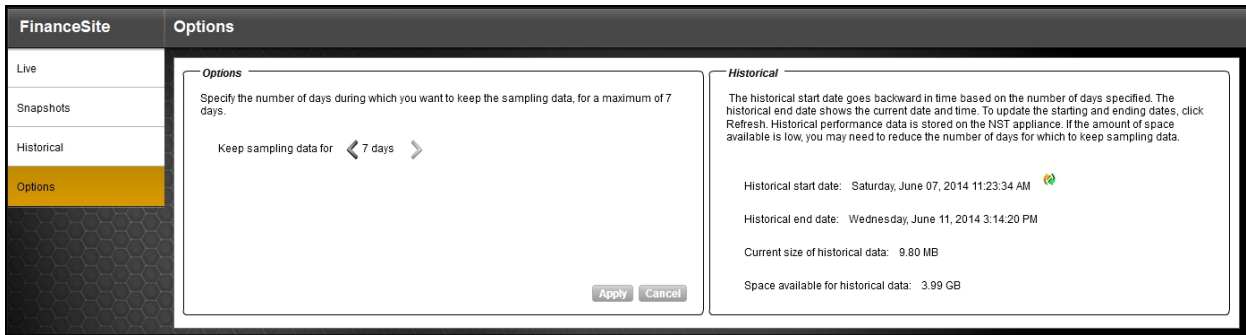 FinanceSite
Options
Live
Snapshots
Historical
Options
Options
Specify the number of days during which you want to keep the sampling data, for a maximum of 7
days.
Keep sampling data for 7 days
Apply Cancel
Historical
The historical start date goes backward in time based on the number of days specified. The
historical end date shows the current date and time. To update the starting and ending dates, click
Refresh. Historical performance data is stored on the NST appliance. If the amount of space
available is low, you may need to reduce the number of days for which to keep sampling data.
Historical start date: Saturday, June 07, 2014 11:23:34 AM
Historical end date: Wednesday, June 11, 2014 3:14:20 PM
Current size of historical data: 9.80 MB
Space available for historical data: 3.99 GB